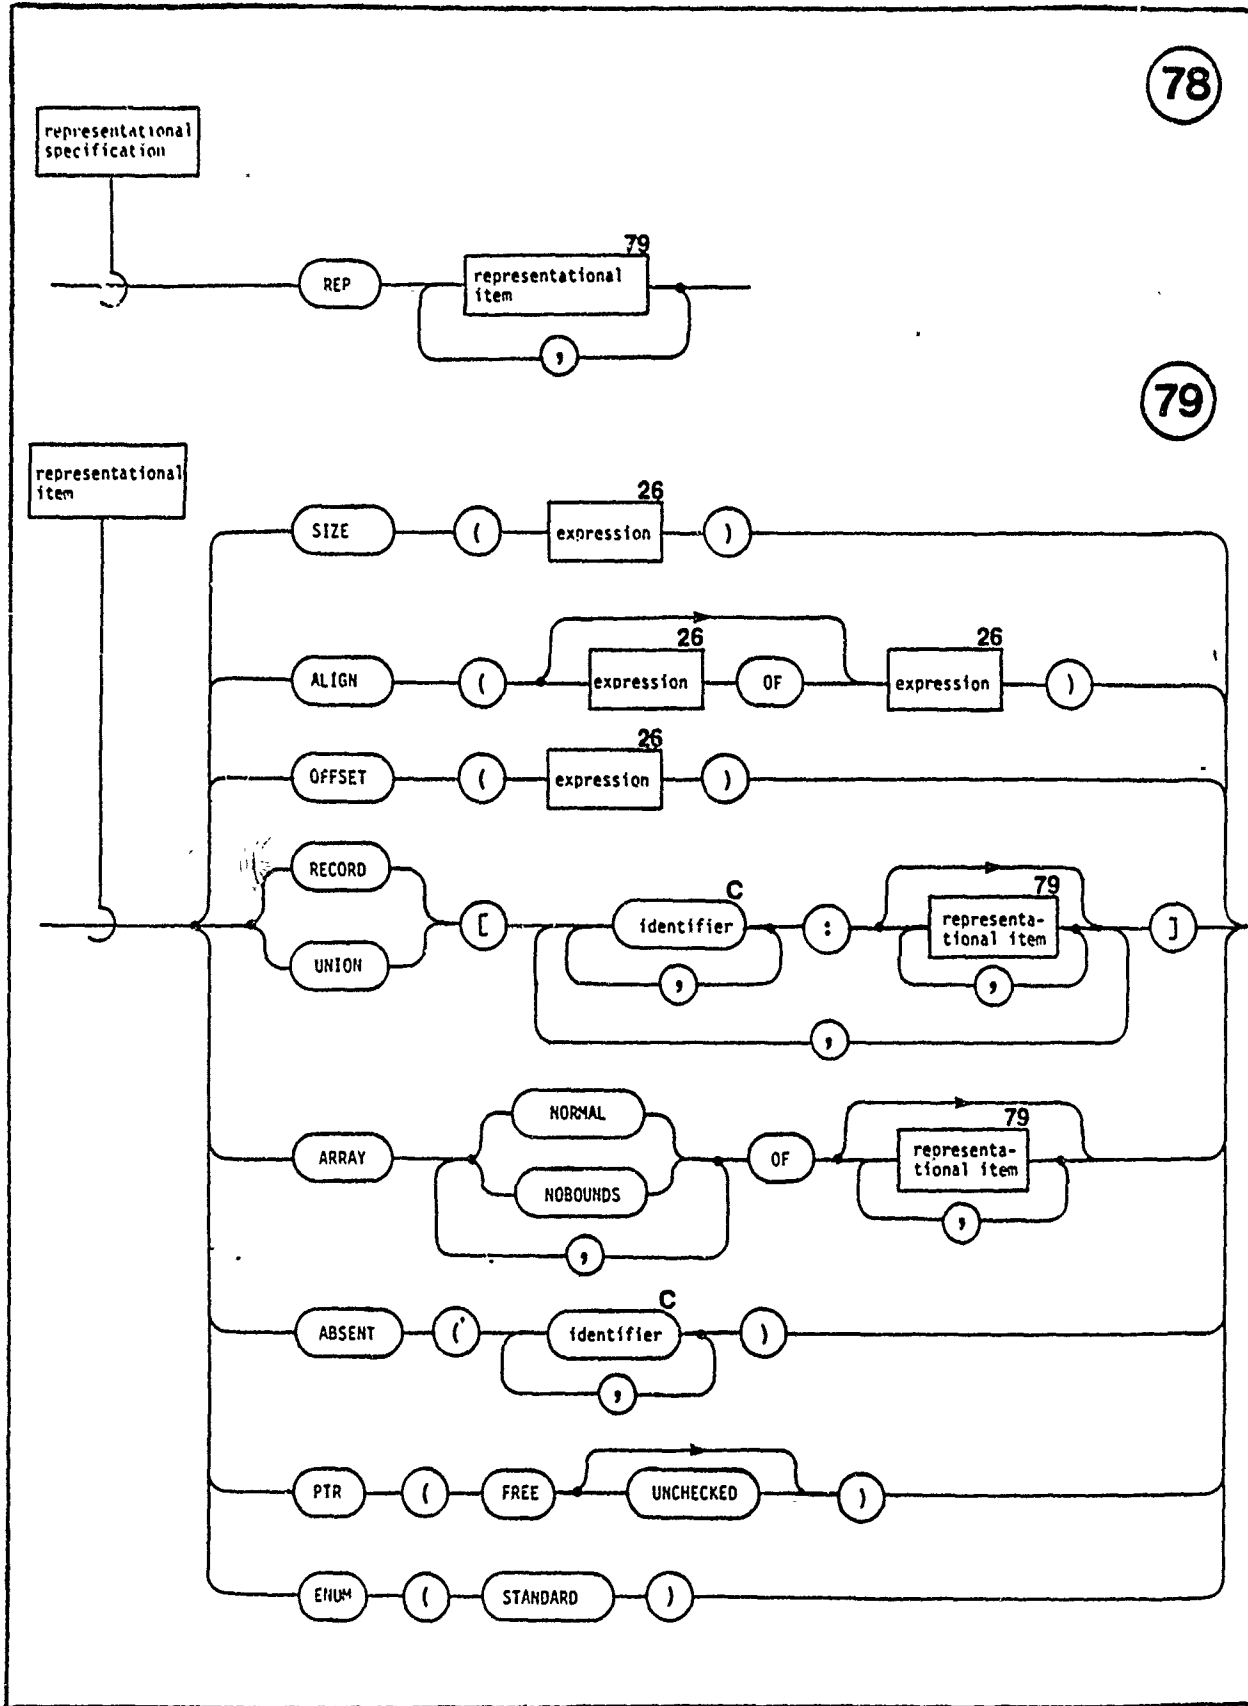 78
representational
specification
REP
79
representational
item
,
79
representational
item
SIZE ( 26 expression )
ALIGN ( 26 expression OF 26 expression )
OFFSET ( 26 expression )
RECORD
UNION
[ C identifier : 79 representa-
tional item ]
, ,
,
ARRAY
NORMAL
NOBOUNDS
OF 79 representa-
tional item
, ,
ABSENT ( C identifier )
,
PTR ( FREE UNCHECKED )
ENUM ( STANDARD )